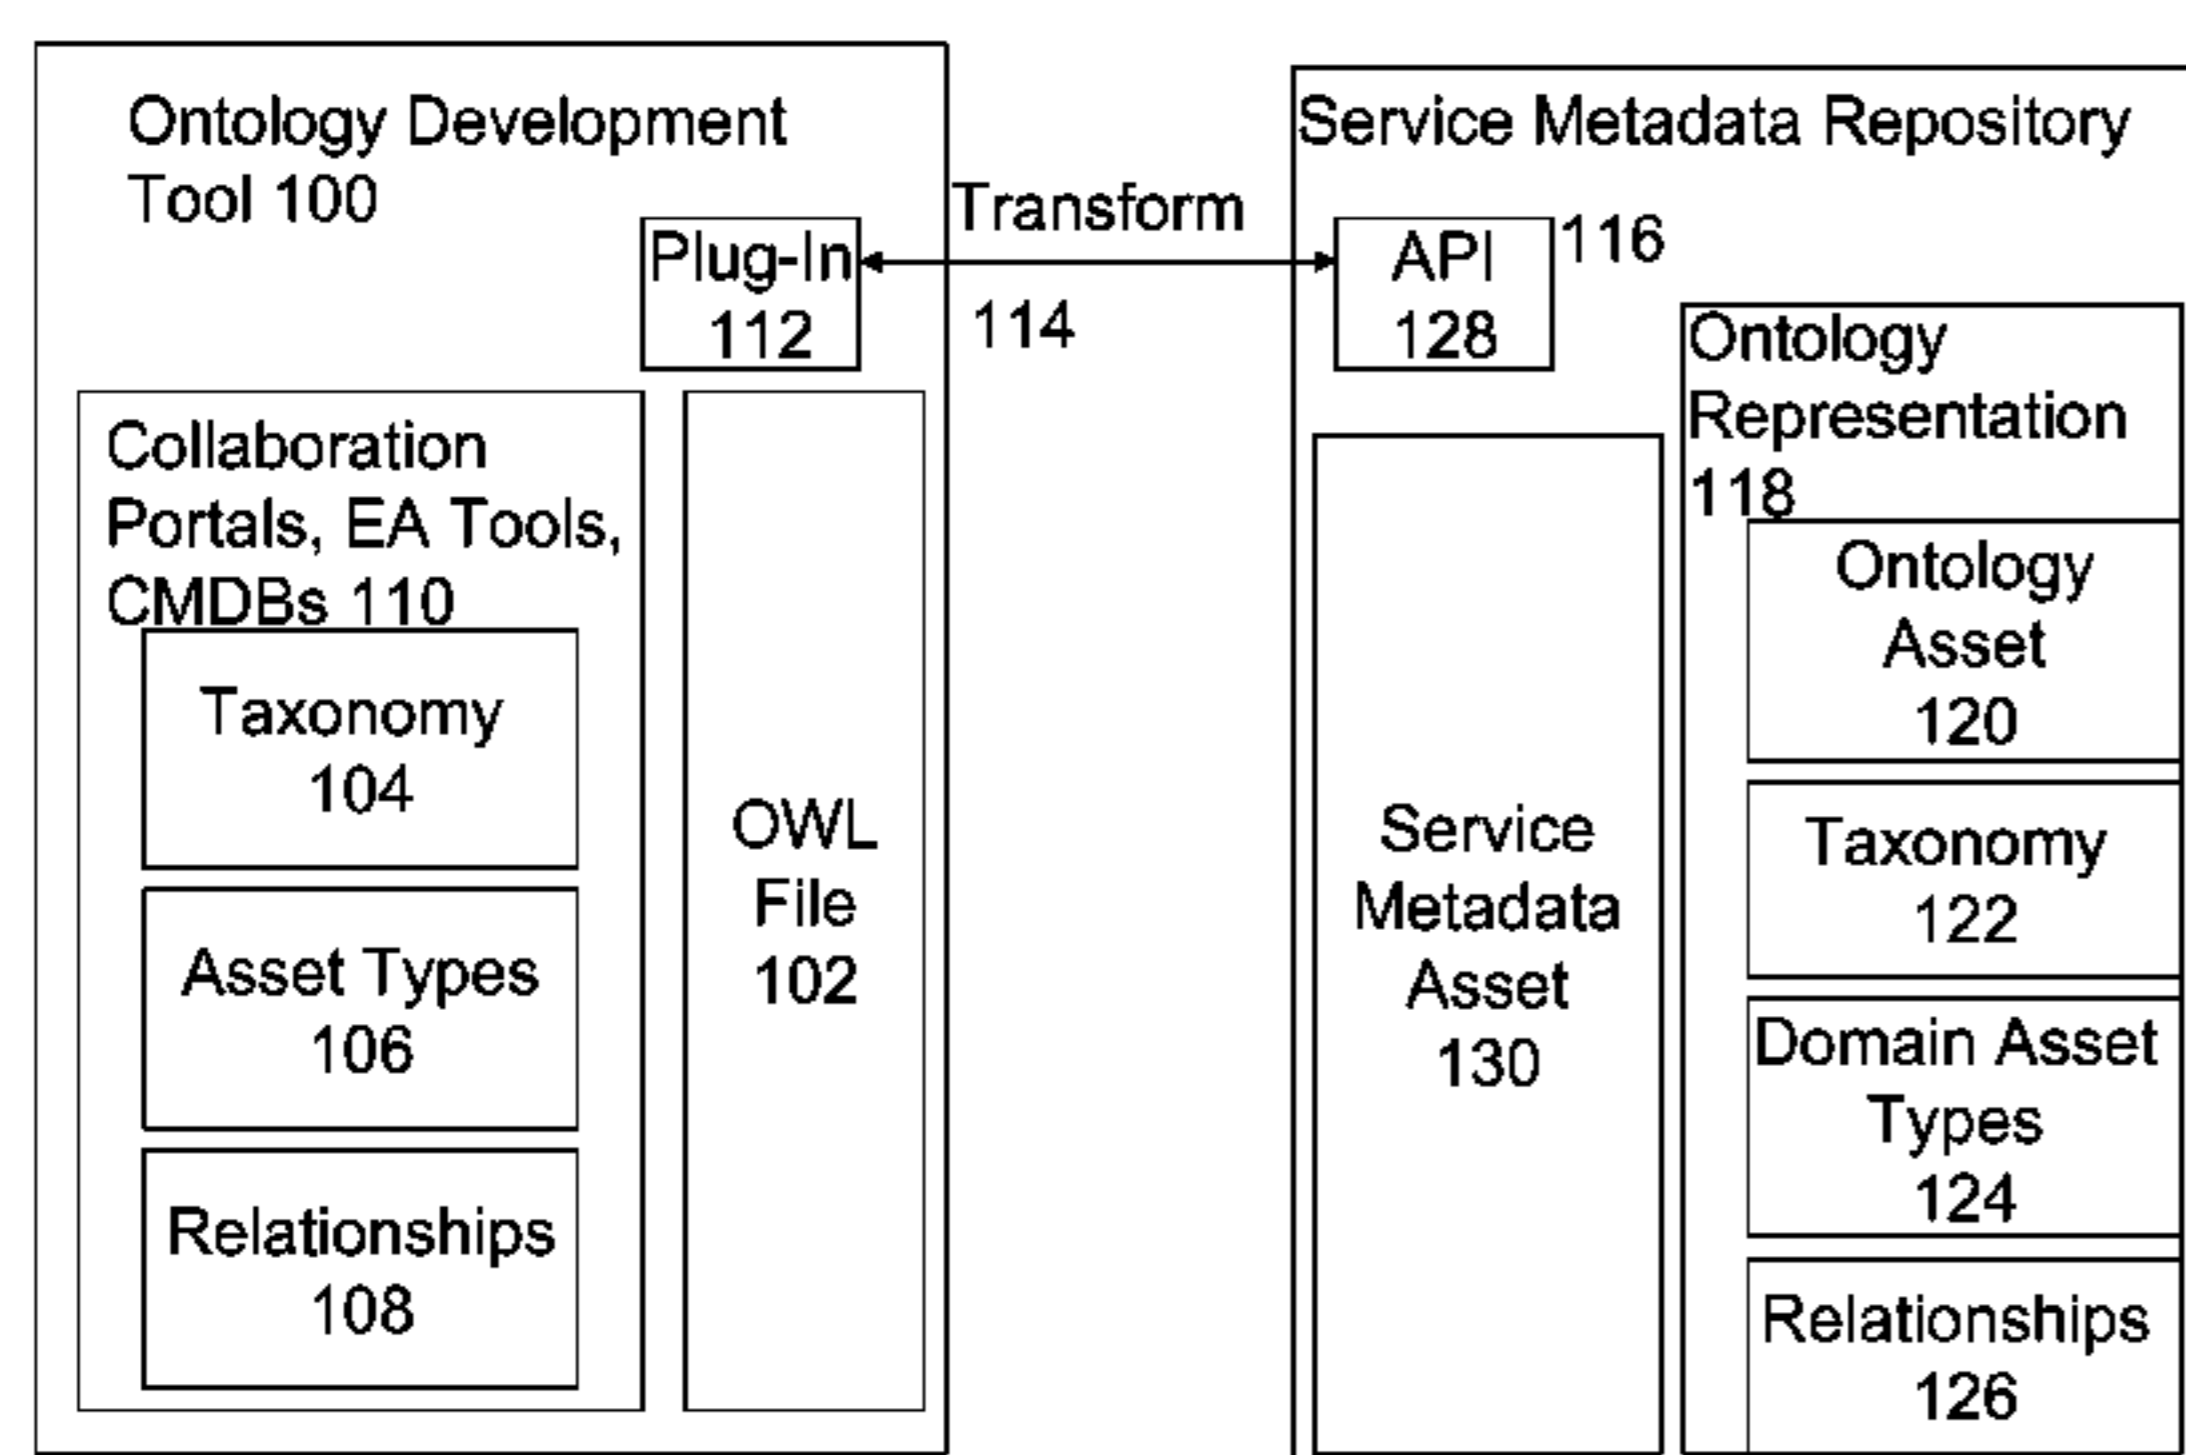 Ontology Development
Tool 100
Plug-In
112
Collaboration
Portals, EA Tools,
CMDBs 110
Taxonomy
104
Asset Types
106
Relationships
108
OWL
File
102
Transform
114
Service Metadata Repository
116
API
128
Service
Metadata
Asset
130
Ontology
Representation
118
Ontology
Asset
120
Taxonomy
122
Domain Asset
Types
124
Relationships
126